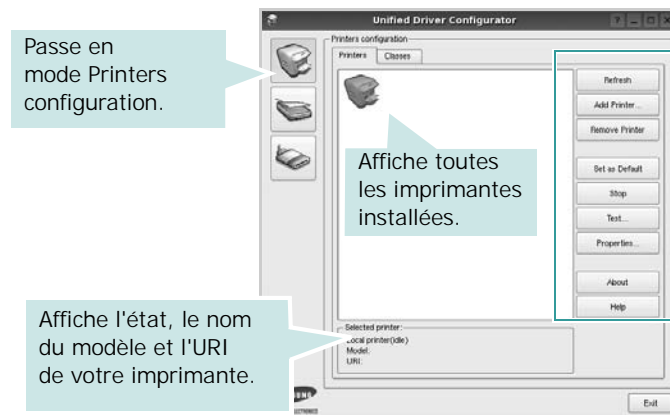 Unified Driver Configurator
Passe en
mode Printers
configuration.
Printers configuration
Printers
Classes
Refresh
Add Printer...
Remove Printer
Set as Default
Stop
Test...
Properties...
About
Help
Affiche toutes
les imprimantes
installées.
Affiche l'état, le nom
du modèle et l'URI
de votre imprimante.
Selected printer:
Local printer(idle)
Model:
URI:
Exit